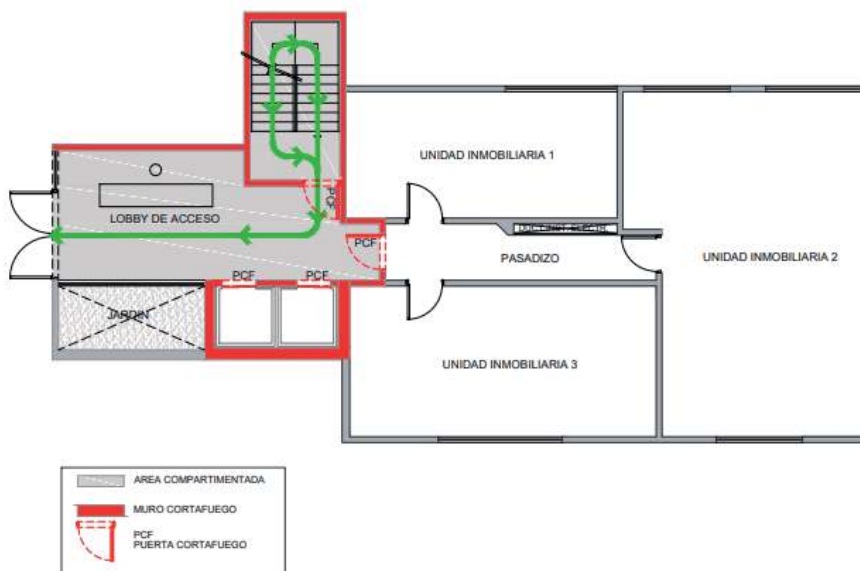 UNIDAD INMOBILIARIA 1
PCF
LOBBY DE ACCESO
PCF
PASADIZO
UNIDAD INMOBILIARIA 2
PCF
PCF
JARDIN
UNIDAD INMOBILIARIA 3
AREA COMPARTIMENTADA
MURO CORTAFUEGO
PCF
PUERTA CORTAFUEGO